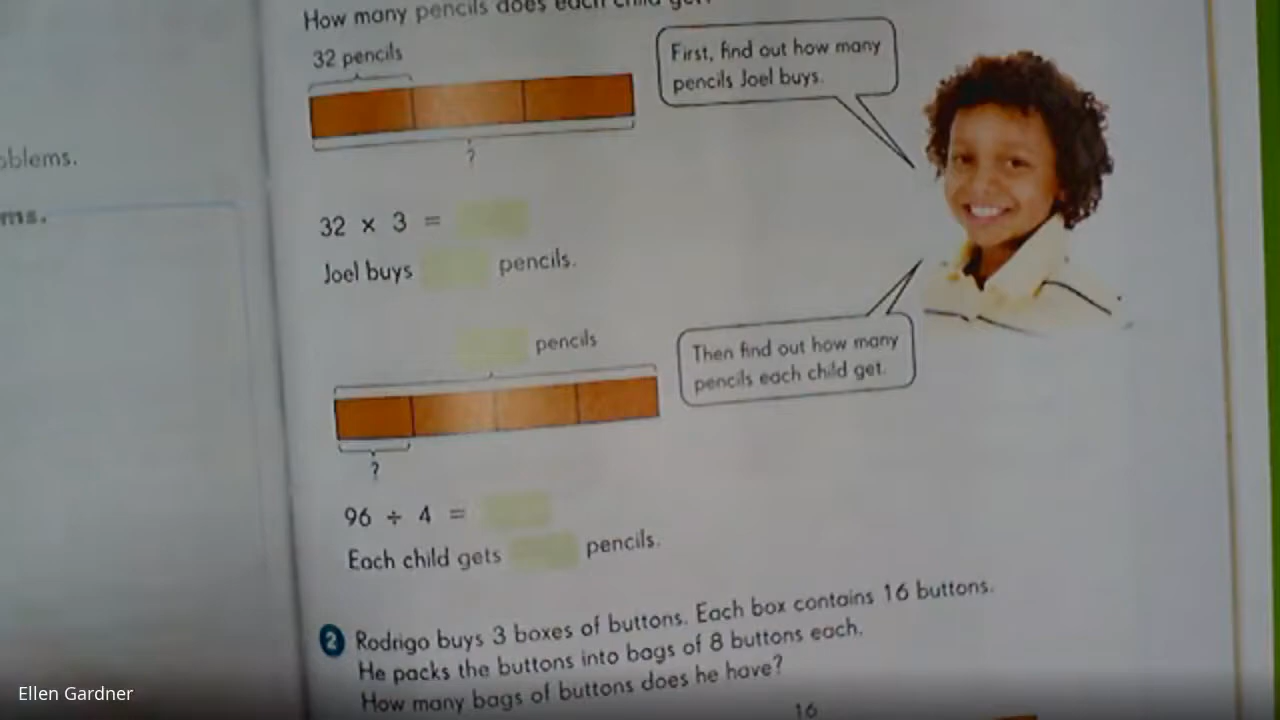 How many pencils does each child get?
32 pencils
First, find out how many
pencils Joel buys.
?
oblems.
ms.
32 × 3 =
Joel buys pencils.
pencils
Then find out how many
pencils each child get.
?
96 ÷ 4 =
Each child gets pencils.
2 Rodrigo buys 3 boxes of buttons. Each box contains 16 buttons.
He packs the buttons into bags of 8 buttons each.
How many bags of buttons does he have?
16
Ellen Gardner